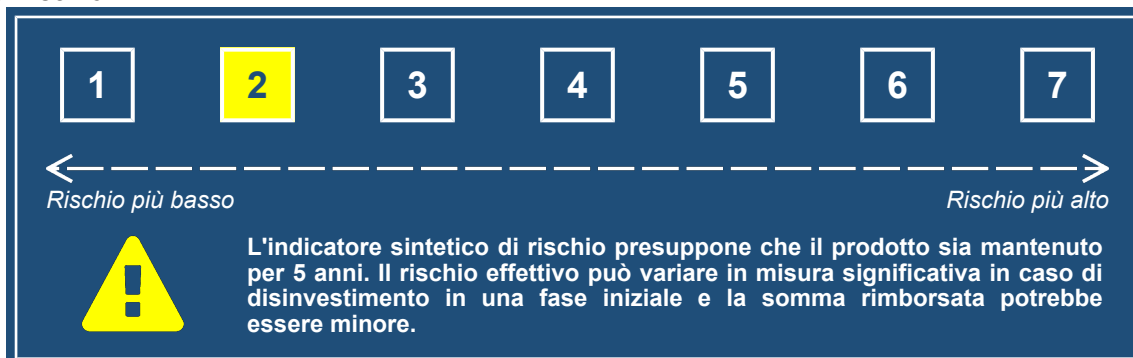 1 2 3 4 5 6 7
Rischio più basso Rischio più alto
L'indicatore sintetico di rischio presuppone che il prodotto sia mantenuto
per 5 anni. Il rischio effettivo può variare in misura significativa in caso di
disinvestimento in una fase iniziale e la somma rimborsata potrebbe
essere minore.